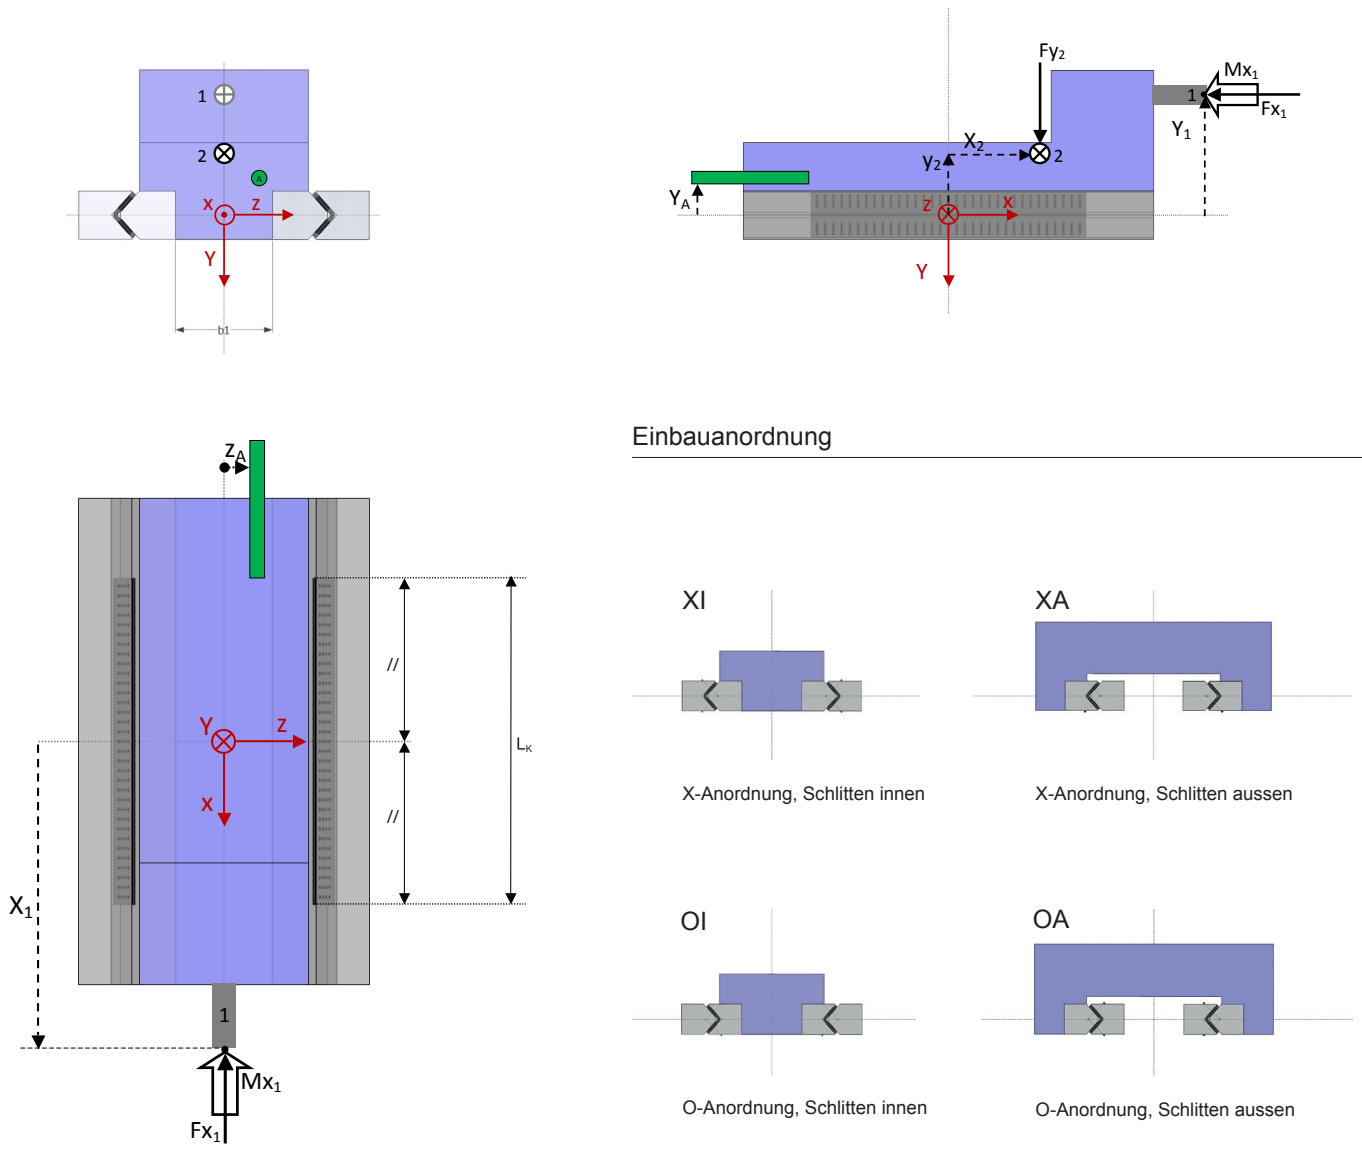 1
2
A
x
z
Y
b1
Fy2
Mx1
1
Fx1
Y1
X2
y2
2
YA
z
x
Y
Einbauanordnung
zA
XI
XA
//
Y
z
LK
x
//
X-Anordnung, Schlitten innen
X-Anordnung, Schlitten aussen
X1
OI
OA
1
Mx1
Fx1
O-Anordnung, Schlitten innen
O-Anordnung, Schlitten aussen